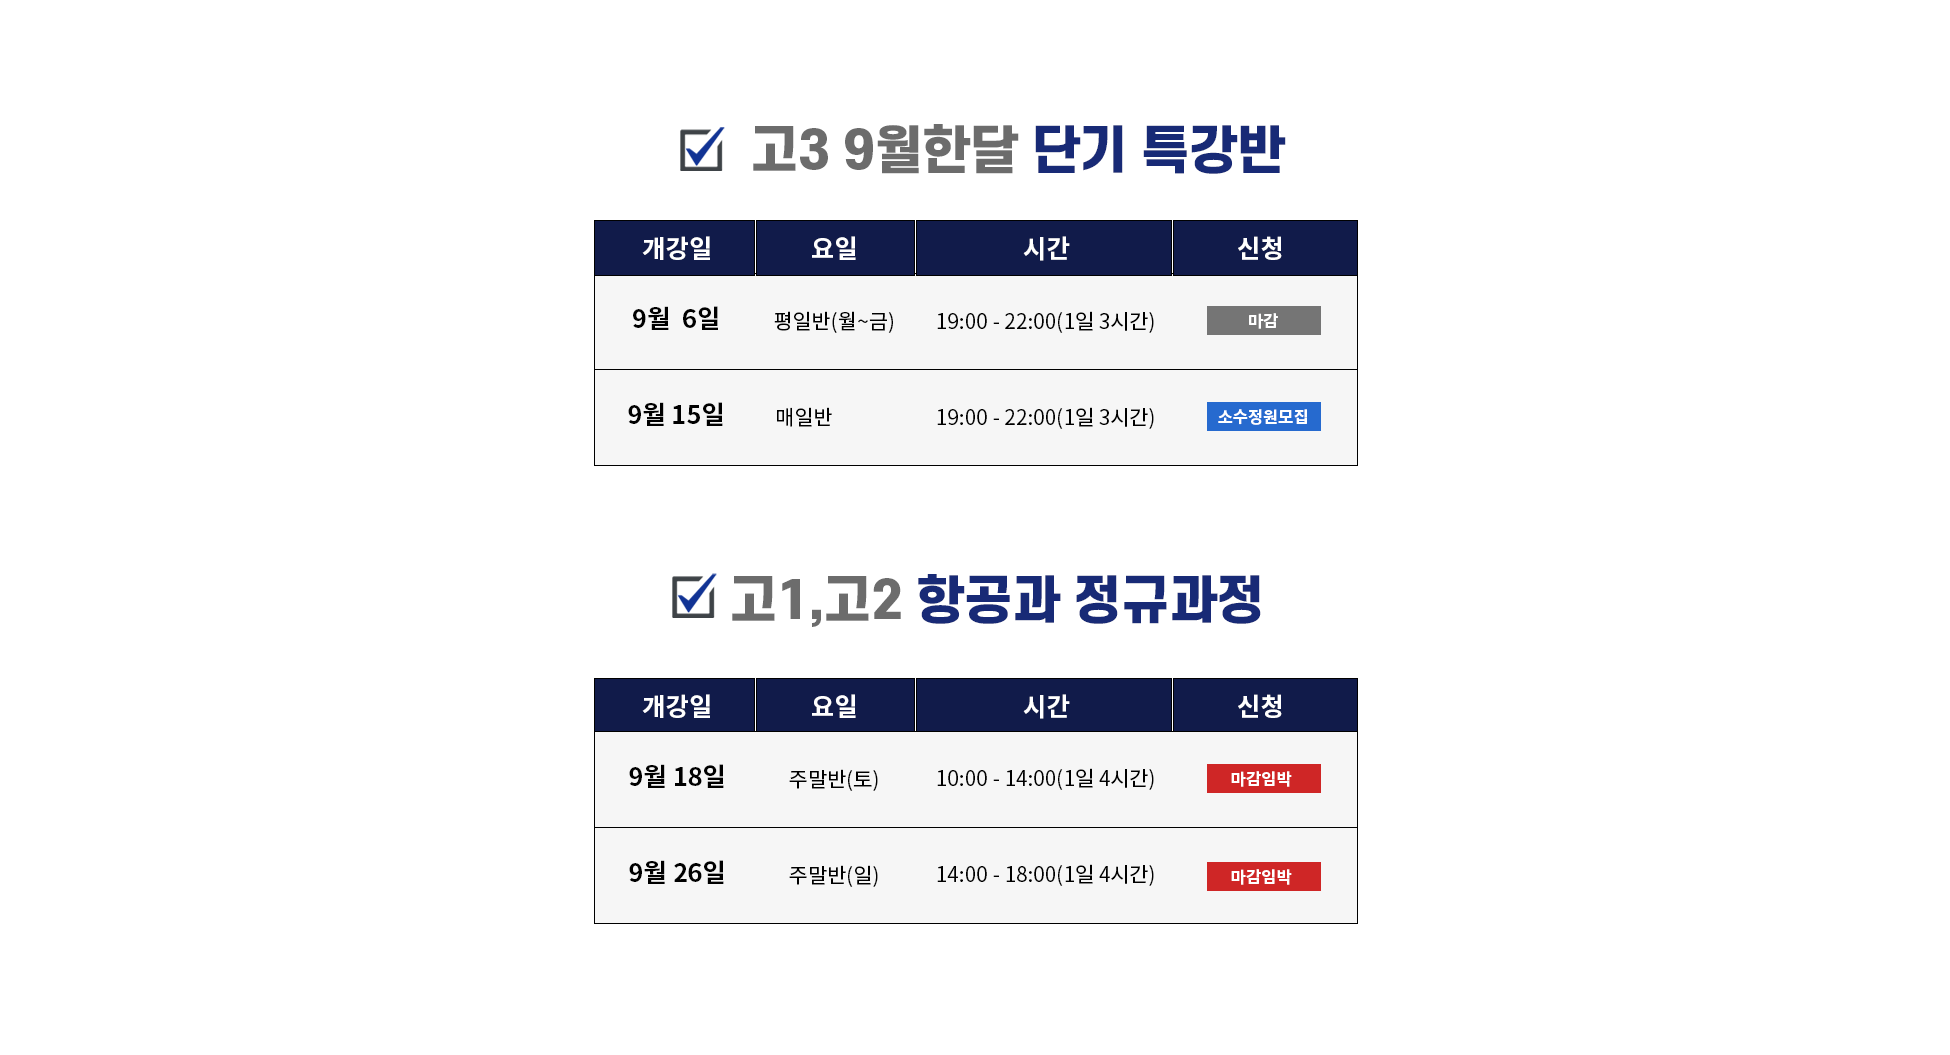 고3 9월한달 단기 특강반
개강일 요일 시간 신청
9월 6일 평일반(월~금) 19:00 - 22:00(1일 3시간) 마감
9월 15일 매일반 19:00 - 22:00(1일 3시간) 소수정원모집
고1,고2 항공과 정규과정
개강일 요일 시간 신청
9월 18일 주말반(토) 10:00 - 14:00(1일 4시간) 마감임박
9월 26일 주말반(일) 14:00 - 18:00(1일 4시간) 마감임박